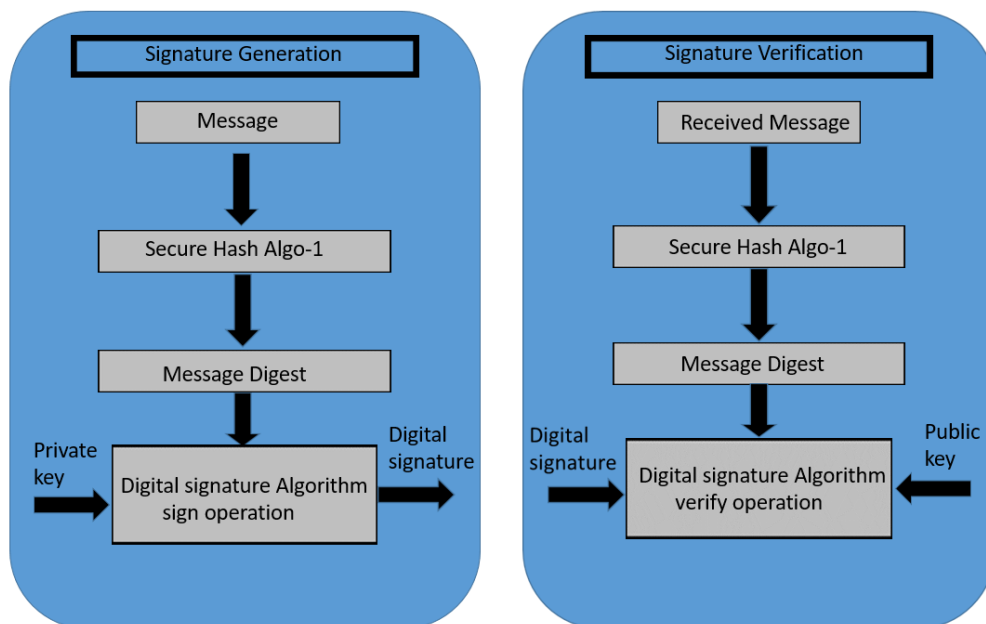 Signature Generation
Message
Secure Hash Algo-1
Message Digest
Private
key
Digital signature Algorithm
sign operation
Digital
signature
Signature Verification
Received Message
Secure Hash Algo-1
Message Digest
Digital
signature
Digital signature Algorithm
verify operation
Public
key